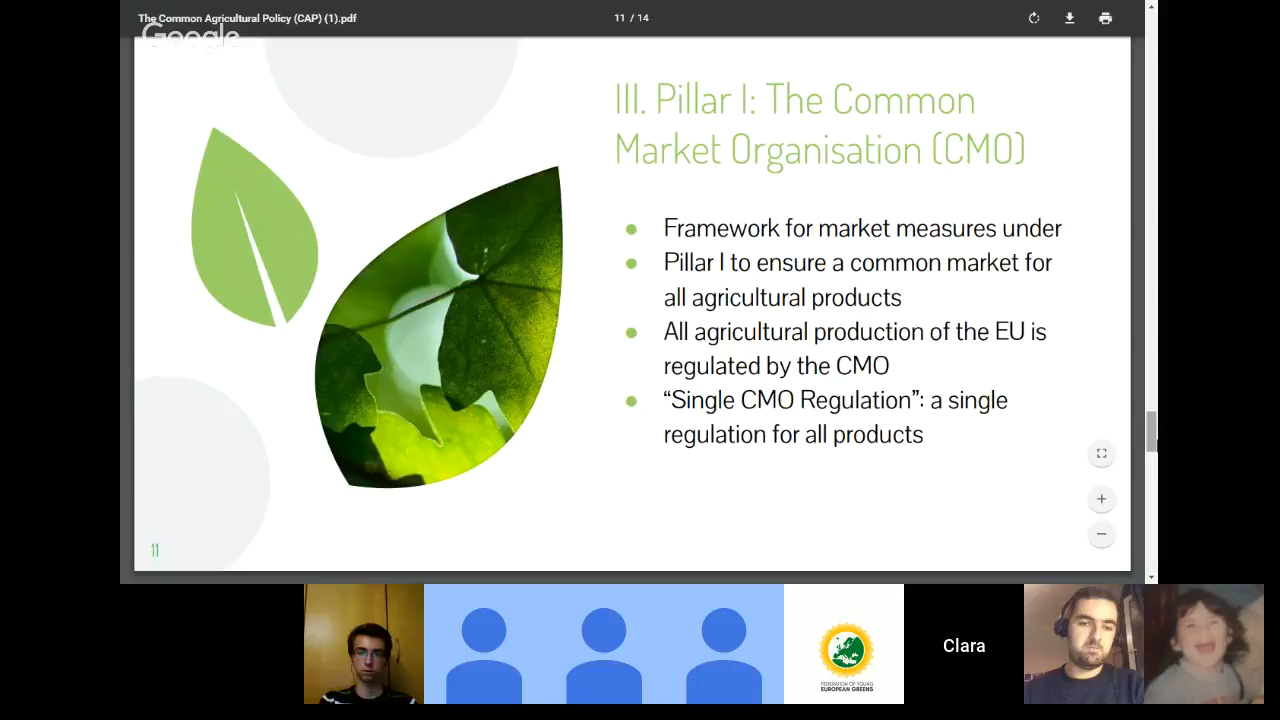 The Common Agricultural Policy (CAP) (1).pdf
11 / 14
Google
III. Pillar I: The Common
Market Organisation (CMO)
Framework for market measures under
Pillar I to ensure a common market for
all agricultural products
All agricultural production of the EU is
regulated by the CMO
“Single CMO Regulation”: a single
regulation for all products
11
FEDERATION OF YOUNG
EUROPEAN GREENS
Clara